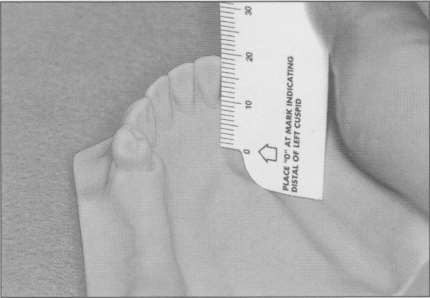 30
20
10
0
PLACE "0" AT MARK INDICATING
DISTAL OF LEFT CUSPID